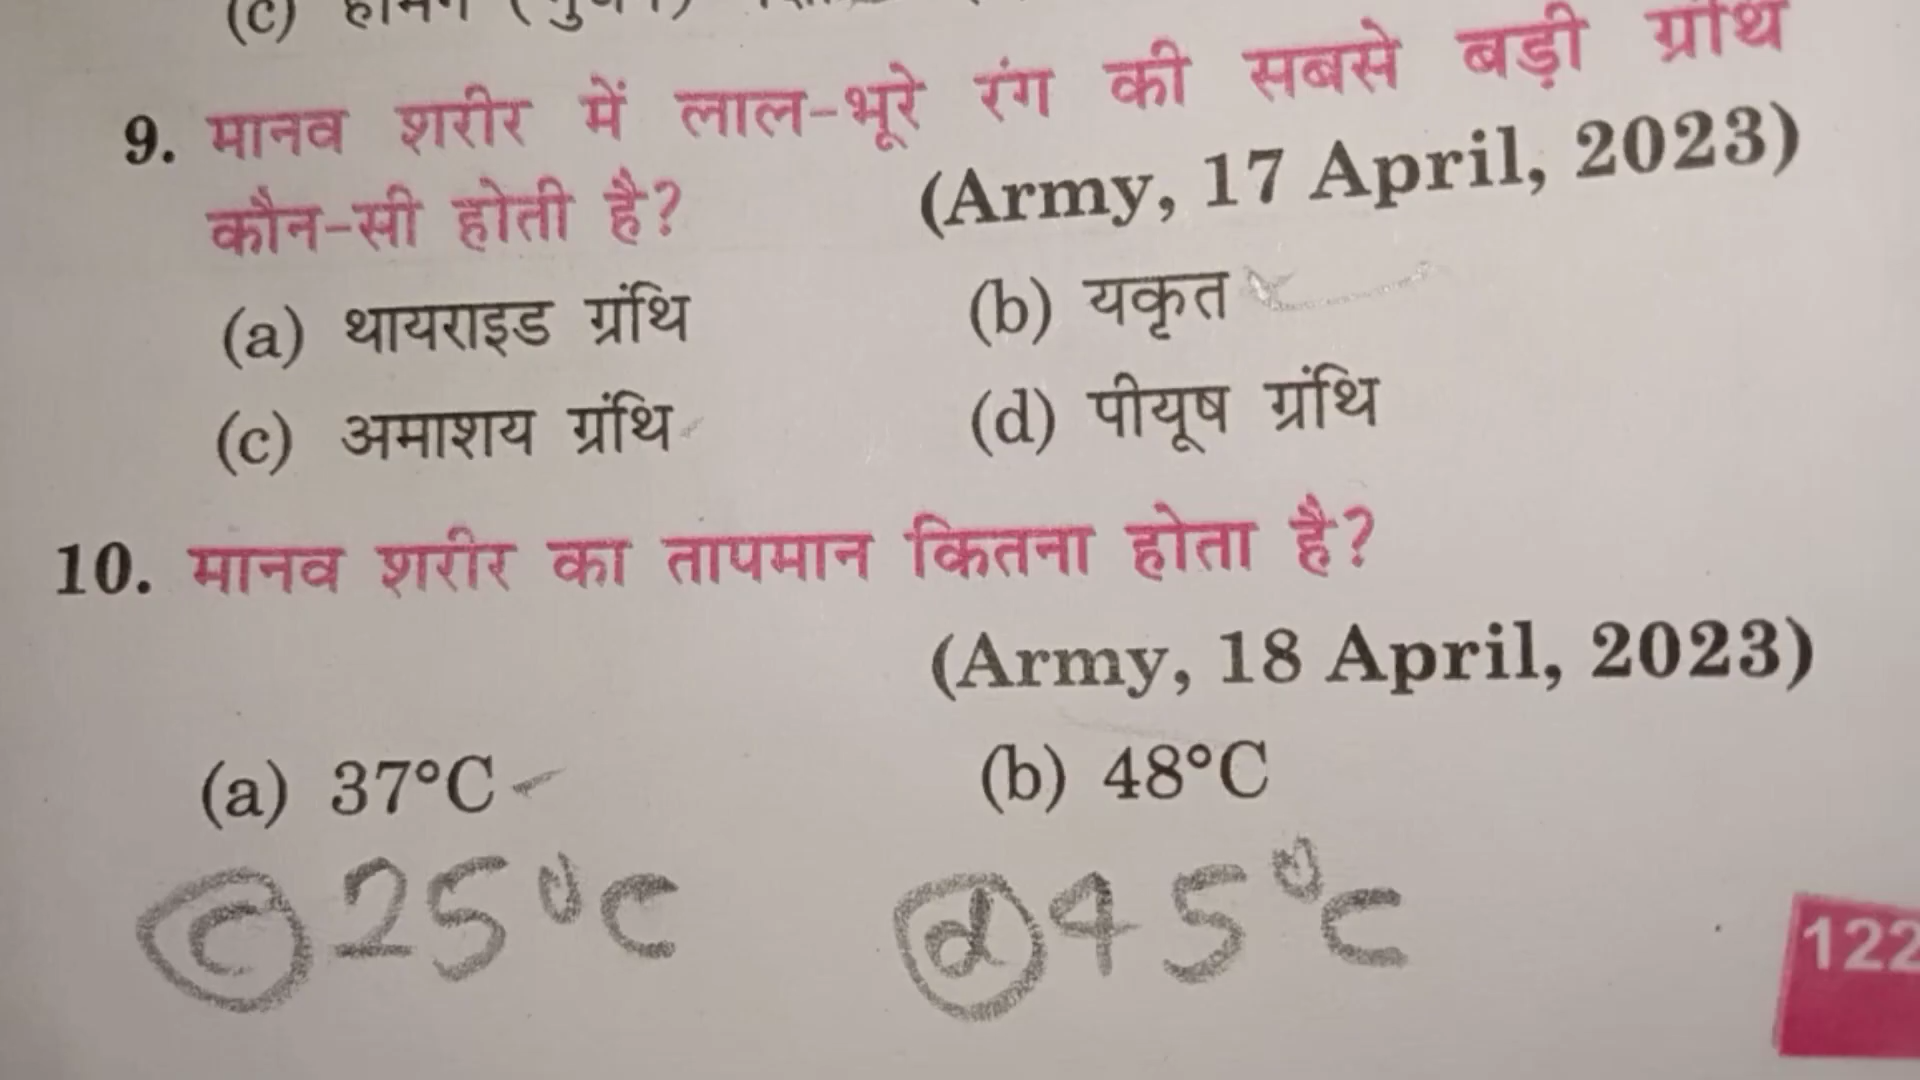 (c)
9. मानव शरीर में लाल-भूरे रंग की सबसे बड़ी ग्रंथि
कौन-सी होती है? (Army, 17 April, 2023)
(a) थायराइड ग्रंथि (b) यकृत
(c) अमाशय ग्रंथि (d) पीयूष ग्रंथि
10. मानव शरीर का तापमान कितना होता है?
(Army, 18 April, 2023)
(a) 37°C (b) 48°C
(c) 25°C (d) 45°C
122